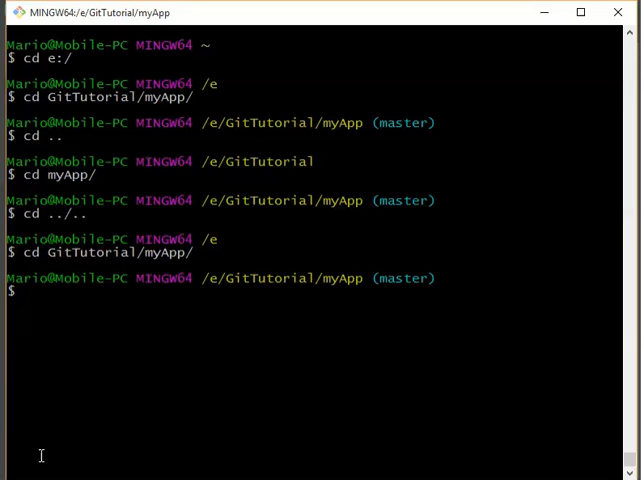 MINGW64:/e/GitTutorial/myApp
Mario@Mobile-PC MINGW64 ~
$ cd e:/
Mario@Mobile-PC MINGW64 /e
$ cd GitTutorial/myApp/
Mario@Mobile-PC MINGW64 /e/GitTutorial/myApp (master)
$ cd ..
Mario@Mobile-PC MINGW64 /e/GitTutorial
$ cd myApp/
Mario@Mobile-PC MINGW64 /e/GitTutorial/myApp (master)
$ cd ../..
Mario@Mobile-PC MINGW64 /e
$ cd GitTutorial/myApp/
Mario@Mobile-PC MINGW64 /e/GitTutorial/myApp (master)
$